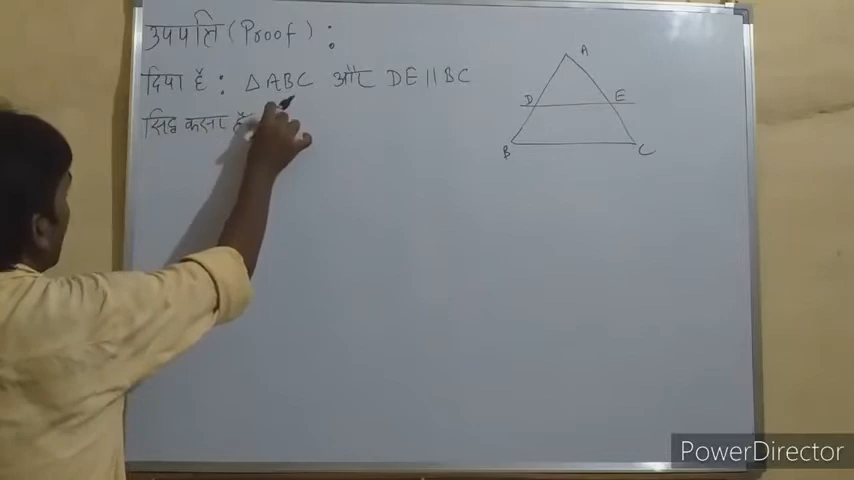 उपपत्ति (Proof) :
दिया है : △ABC और DE||BC
सिद्ध करना है
A
D E
B C
PowerDirector